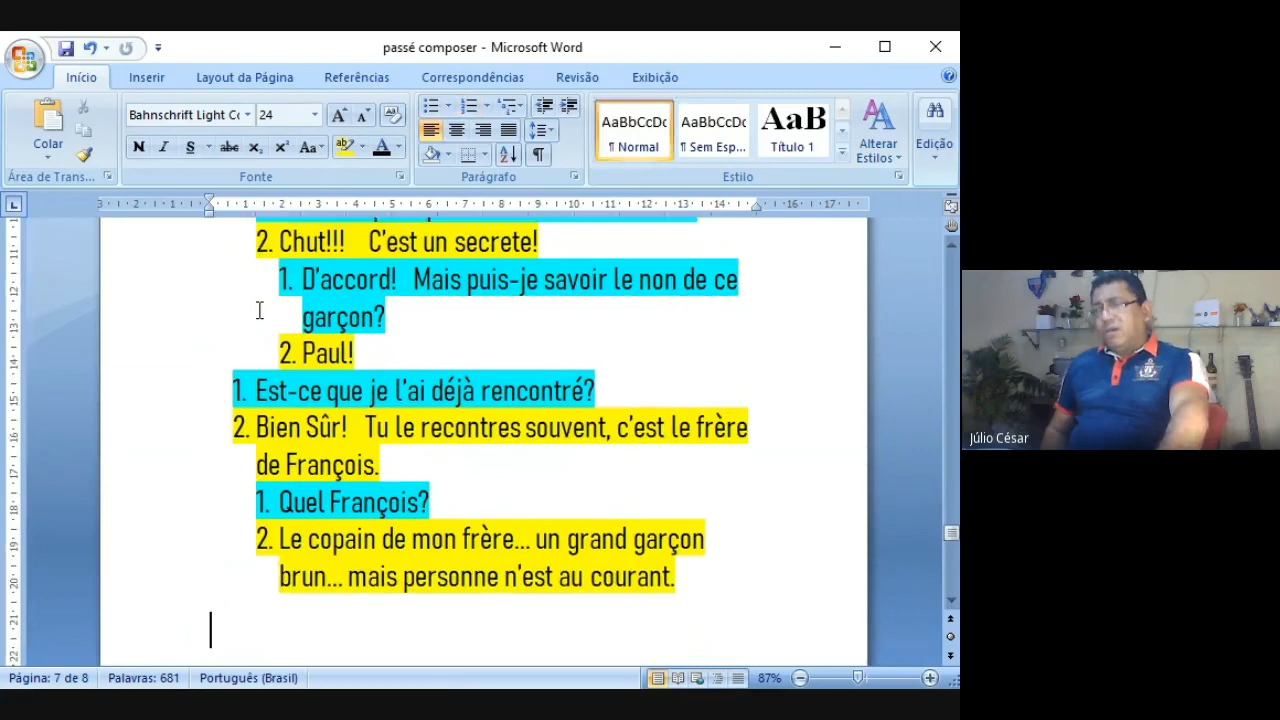 passé composer - Microsoft Word
Início Inserir Layout da Página Referências Correspondências Revisão Exibição
Colar
Bahnschrift Light Co 24
AaBbCcDc AaBbCcDc AaB
¶ Normal ¶ Sem Esp... Título 1
Alterar Estilos
Edição
Área de Trans... Fonte Parágrafo Estilo
2. Chut!!! C'est un secrete!
1. D'accord! Mais puis-je savoir le non de ce
garçon?
2. Paul!
1. Est-ce que je l'ai déjà rencontré?
2. Bien Sûr! Tu le recontres souvent, c'est le frère
de François.
1. Quel François?
2. Le copain de mon frère... un grand garçon
brun... mais personne n'est au courant.
Página: 7 de 8 Palavras: 681 Português (Brasil) 87%
Júlio César